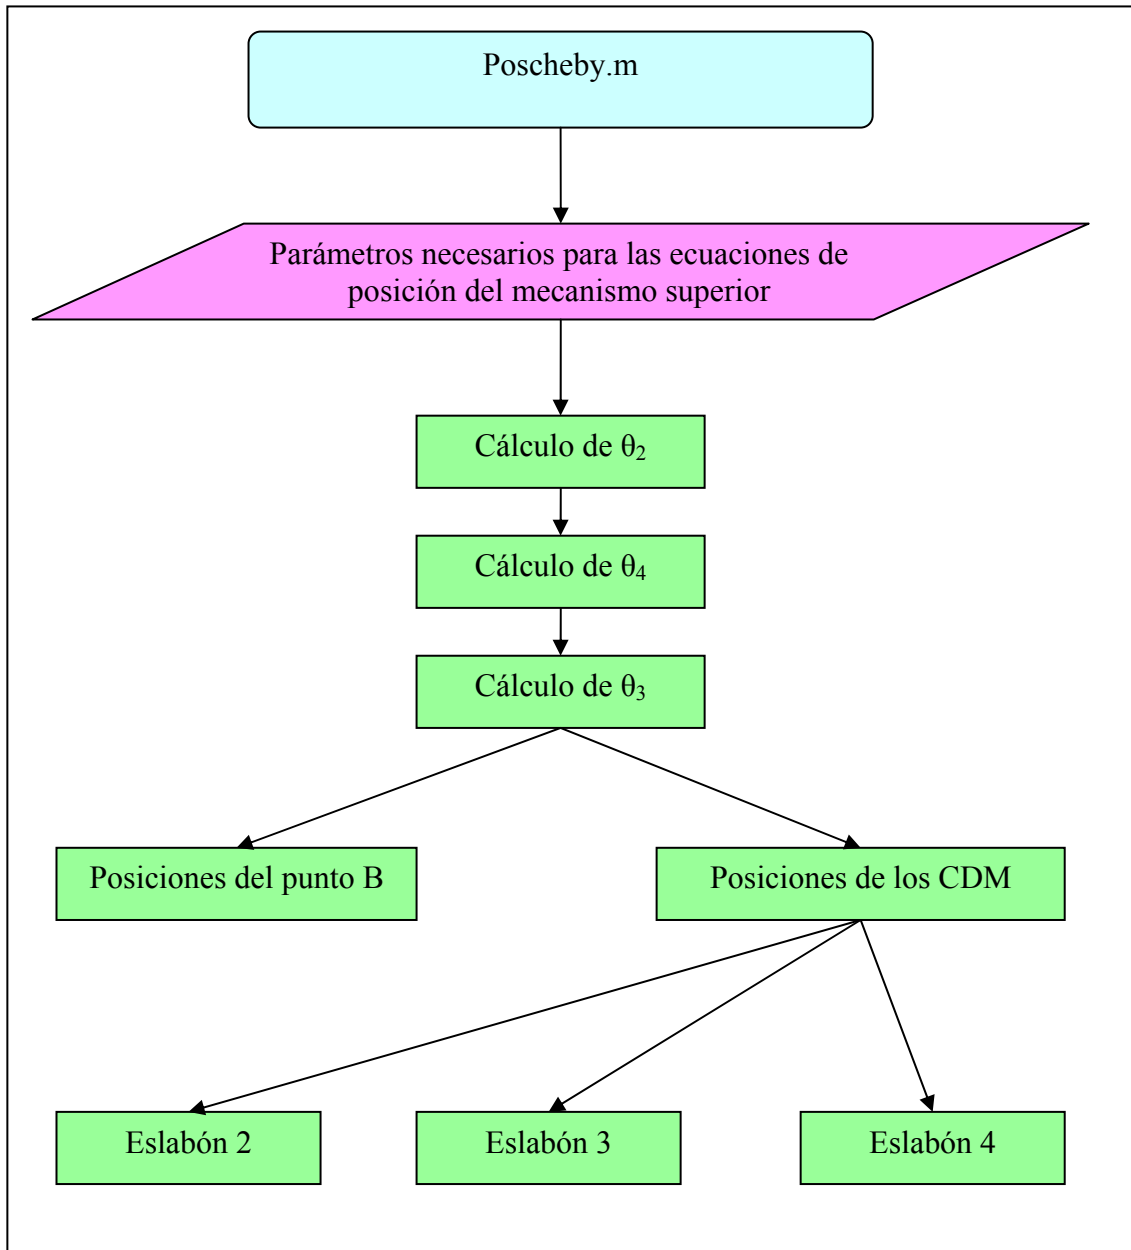 Poscheby.m
Parámetros necesarios para las ecuaciones de
posición del mecanismo superior
Cálculo de θ₂
Cálculo de θ₄
Cálculo de θ₃
Posiciones del punto B
Posiciones de los CDM
Eslabón 2
Eslabón 3
Eslabón 4